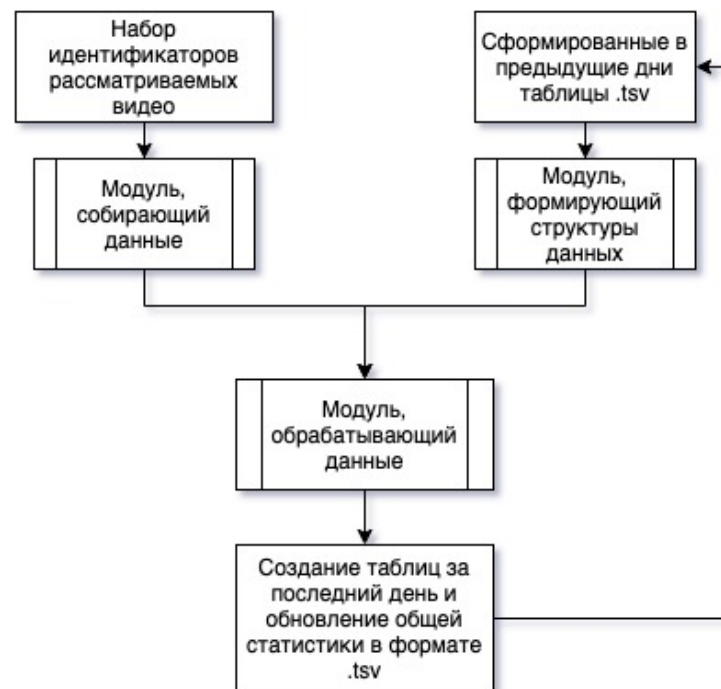 Набор
идентификаторов
рассматриваемых
видео
Сформированные в
предыдущие дни
таблицы .tsv
Модуль,
собирающий
данные
Модуль,
формирующий
структуры
данных
Модуль,
обрабатывающий
данные
Создание таблиц за
последний день и
обновление общей
статистики в формате
.tsv